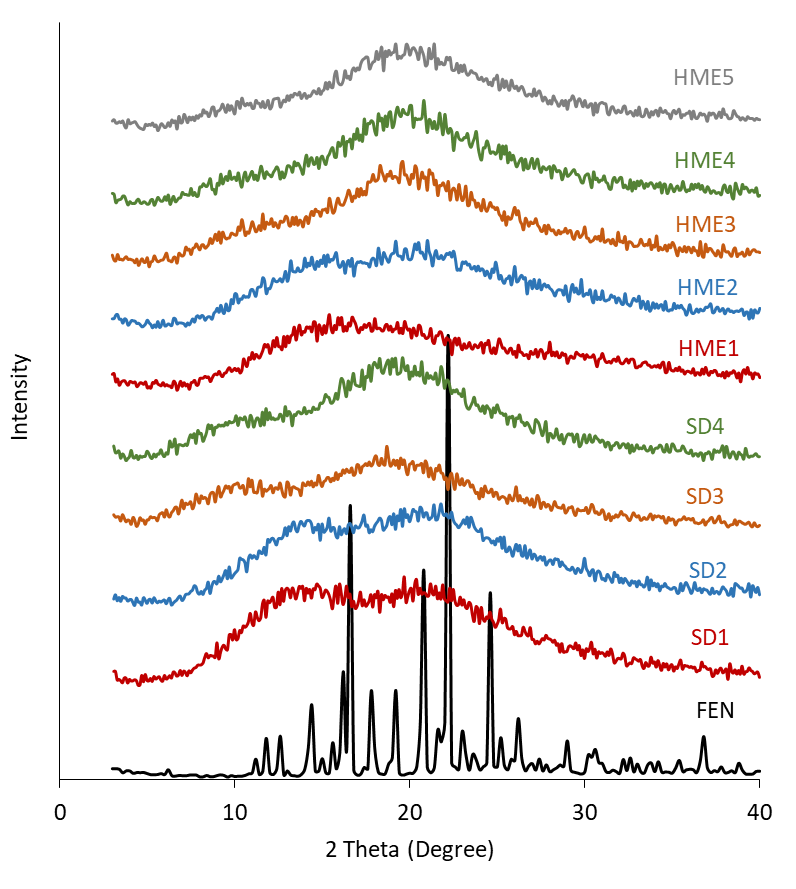 HME5
HME4
HME3
HME2
HME1
Intensity
SD4
SD3
SD2
SD1
FEN
0 10 20 30 40
2 Theta (Degree)